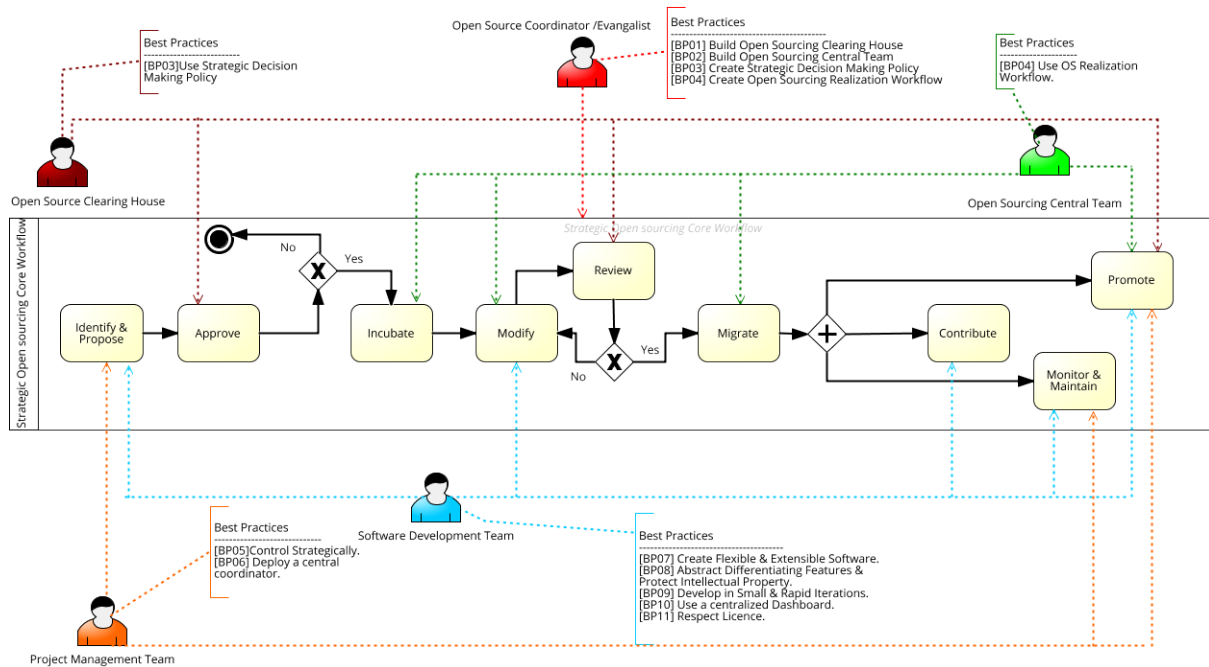 Open Source Coordinator /Evangalist
Best Practices
----------------------------
[BP03]Use Strategic Decision
Making Policy
Best Practices
---------------------------------------------
[BP01] Build Open Sourcing Clearing House
[BP02] Build Open Sourcing Central Team
[BP03] Create Strategic Decision Making Policy
[BP04] Create Open Sourcing Realization Workflow
Best Practices
-----------------------
[BP04] Use OS Realization
Workflow.
Open Source Clearing House
Open Sourcing Central Team
Strategic Open sourcing Core Workflow
Strategic Open sourcing Core Workflow
No
Yes
Review
Promote
Identify &
Propose
Approve
Incubate
Modify
Migrate
Contribute
No
Yes
Monitor &
Maintain
Software Development Team
Best Practices
-------------------------------
[BP05]Control Strategically.
[BP06] Deploy a central
coordinator.
Best Practices
------------------------------------------
[BP07] Create Flexible & Extensible Software.
[BP08] Abstract Differentiating Features &
Protect Intellectual Property.
[BP09] Develop in Small & Rapid Iterations.
[BP10] Use a centralized Dashboard.
[BP11] Respect Licence.
Project Management Team